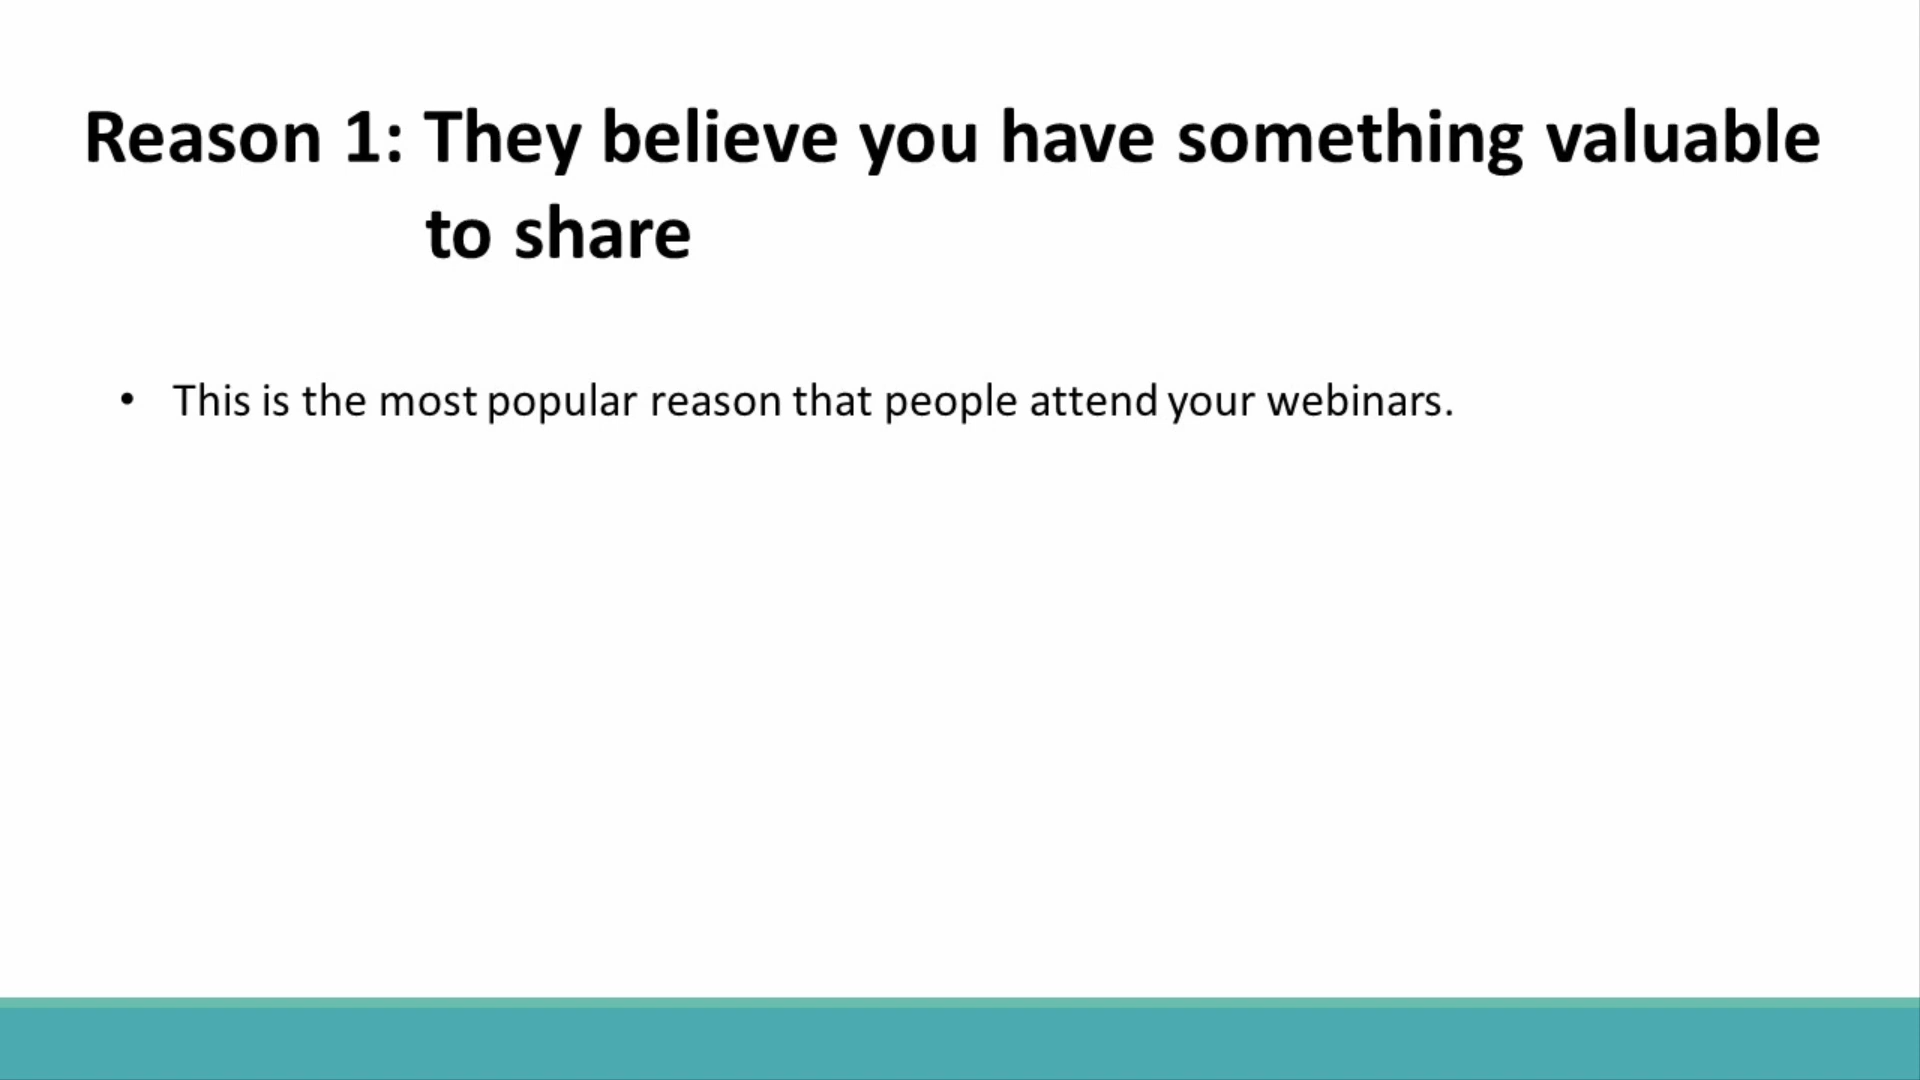 Reason 1: They believe you have something valuable
to share
• This is the most popular reason that people attend your webinars.